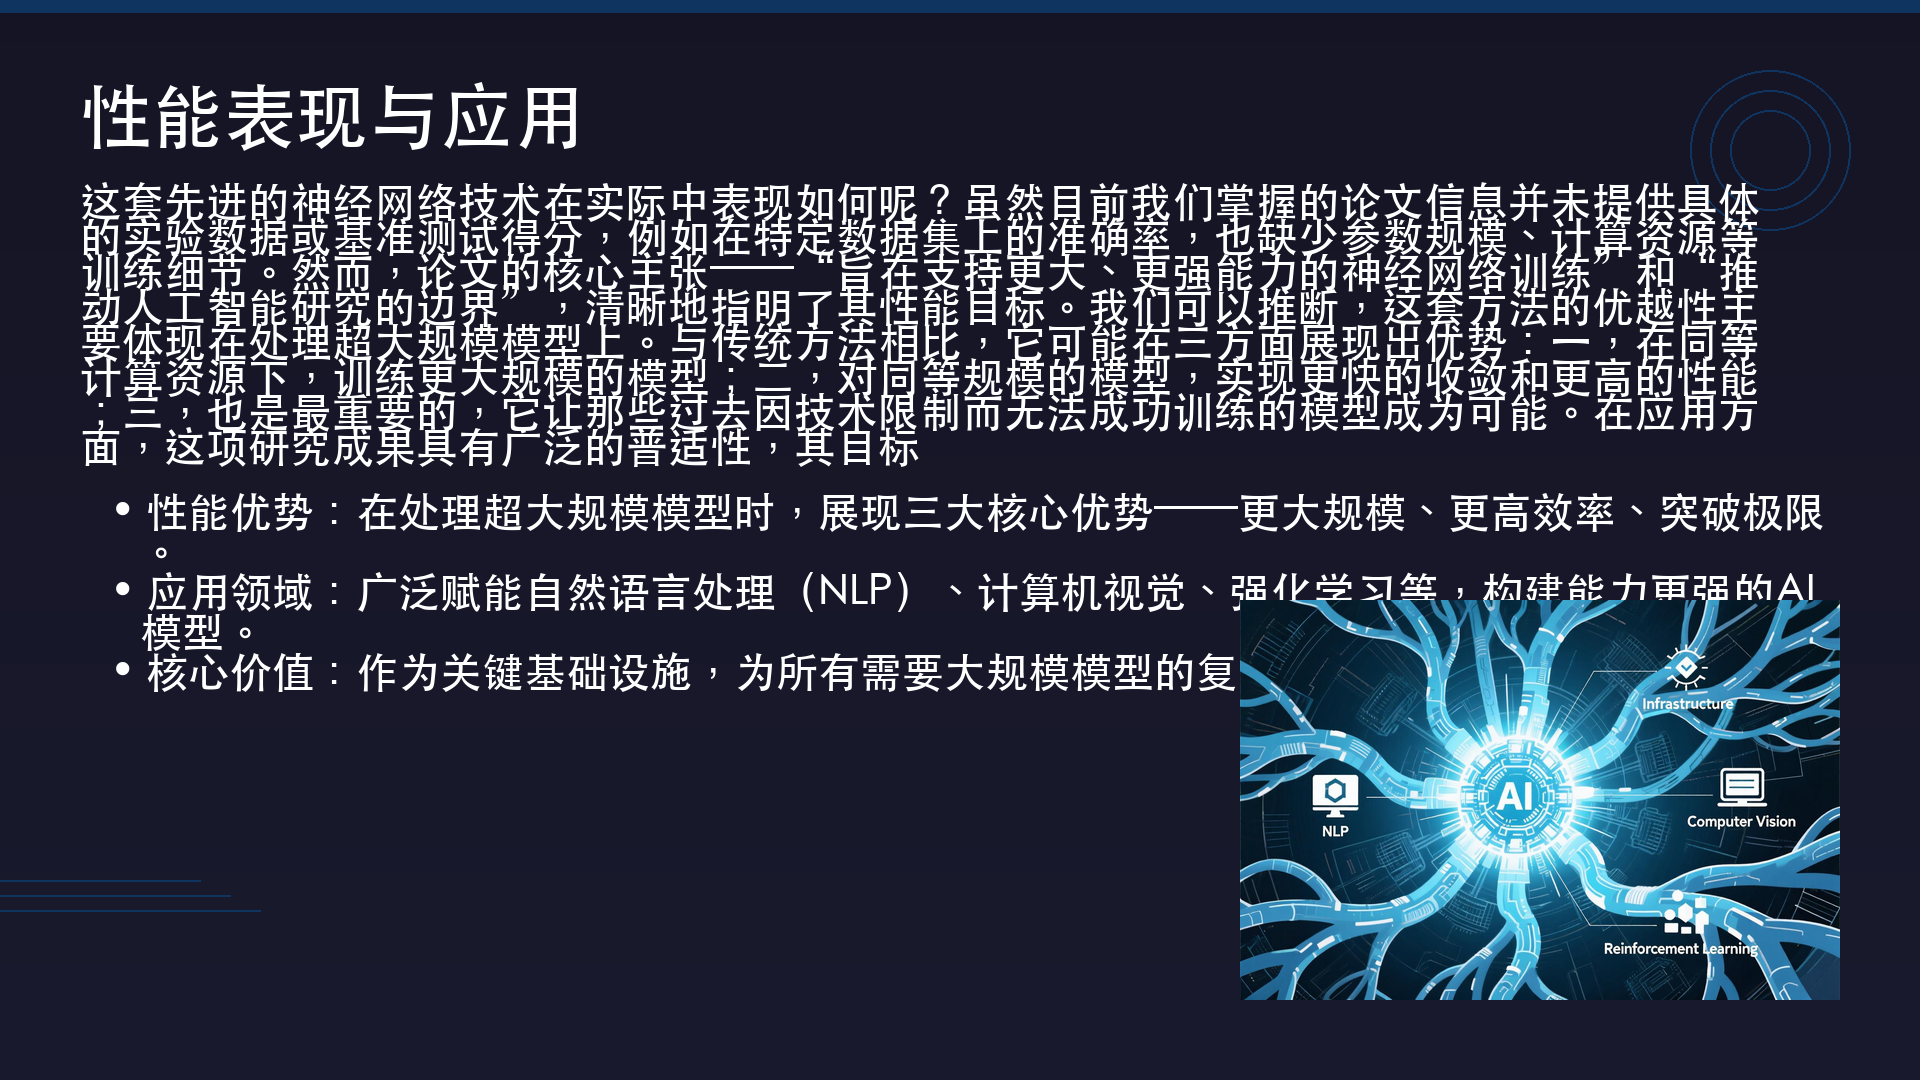 性能表现与应用
这套先进的神经网络技术在实际中表现如何呢？虽然目前我们掌握的论文信息并未提供具体
的实验数据或基准测试得分，例如在特定数据集上的准确率，也缺少参数规模、计算资源等
训练细节。然而，论文的核心主张——“旨在支持更大、更强能力的神经网络训练”和“推
动人工智能研究的边界”，清晰地指明了其性能目标。我们可以推断，这套方法的优越性主
要体现在处理超大规模模型上。与传统方法相比，它可能在三方面展现出优势：一，在同等
计算资源下，训练更大规模的模型；二，对同等规模的模型，实现更快的收敛和更高的性能
；三，也是最重要的，它让那些过去因技术限制而无法成功训练的模型成为可能。在应用方
面，这项研究成果具有广泛的普适性，其目标
• 性能优势：在处理超大规模模型时，展现三大核心优势——更大规模、更高效率、突破极限
。
• 应用领域：广泛赋能自然语言处理（NLP）、计算机视觉、强化学习等，构建能力更强的AI
模型。
• 核心价值：作为关键基础设施，为所有需要大规模模型的复
Infrastructure
AI
NLP
Computer Vision
Reinforcement Learning